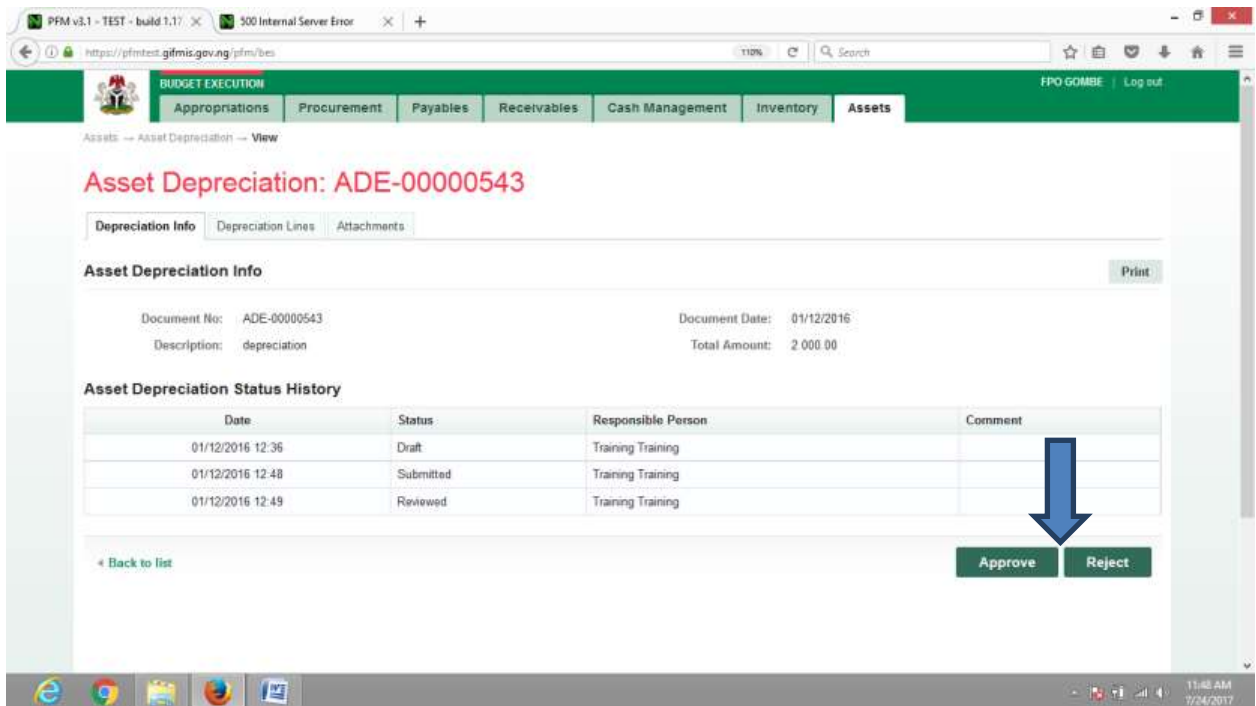 PFM v3.1 - TEST - build 1.1
500 Internal Server Error
https://pfmtest.gifmis.gov.ng/pfm/bes
110%
Search
BUDGET EXECUTION
FPO GOMBE | Log out
Appropriations Procurement Payables Receivables Cash Management Inventory Assets
Assets → Asset Depreciation → View
Asset Depreciation: ADE-00000543
Depreciation Info Depreciation Lines Attachments
Asset Depreciation Info
Print
Document No: ADE-00000543 Document Date: 01/12/2016
Description: depreciation Total Amount: 2 000.00
Asset Depreciation Status History
Date Status Responsible Person Comment
01/12/2016 12:36 Draft Training Training
01/12/2016 12:48 Submitted Training Training
01/12/2016 12:49 Reviewed Training Training
Back to list
Approve Reject
11:48 AM
7/24/2017